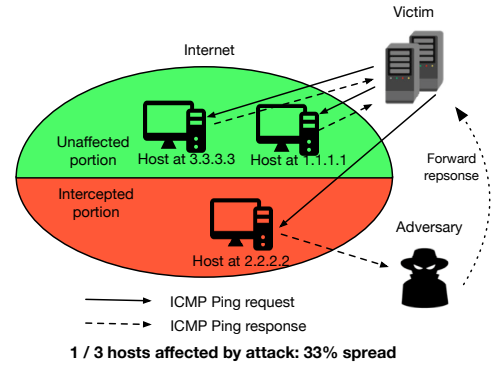 Victim
Internet
Unaffected
portion
Host at 3.3.3.3
Host at 1.1.1.1
Intercepted
portion
Forward
repsonse
Host at 2.2.2.2
Adversary
ICMP Ping request
ICMP Ping response
1 / 3 hosts affected by attack: 33% spread